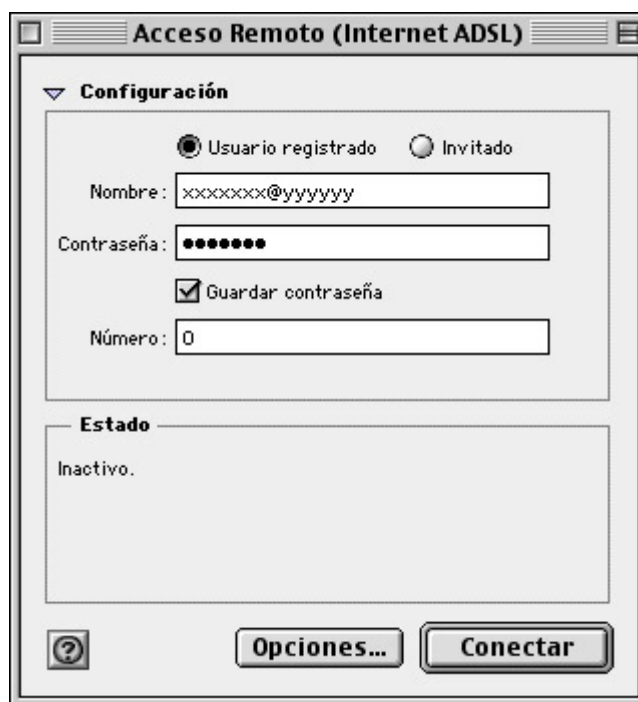 Acceso Remoto (Internet ADSL)
Configuración
Usuario registrado Invitado
Nombre: xxxxxxx@yyyyyy
Contraseña: •••••••
Guardar contraseña
Número: 0
Estado
Inactivo.
? Opciones... Conectar